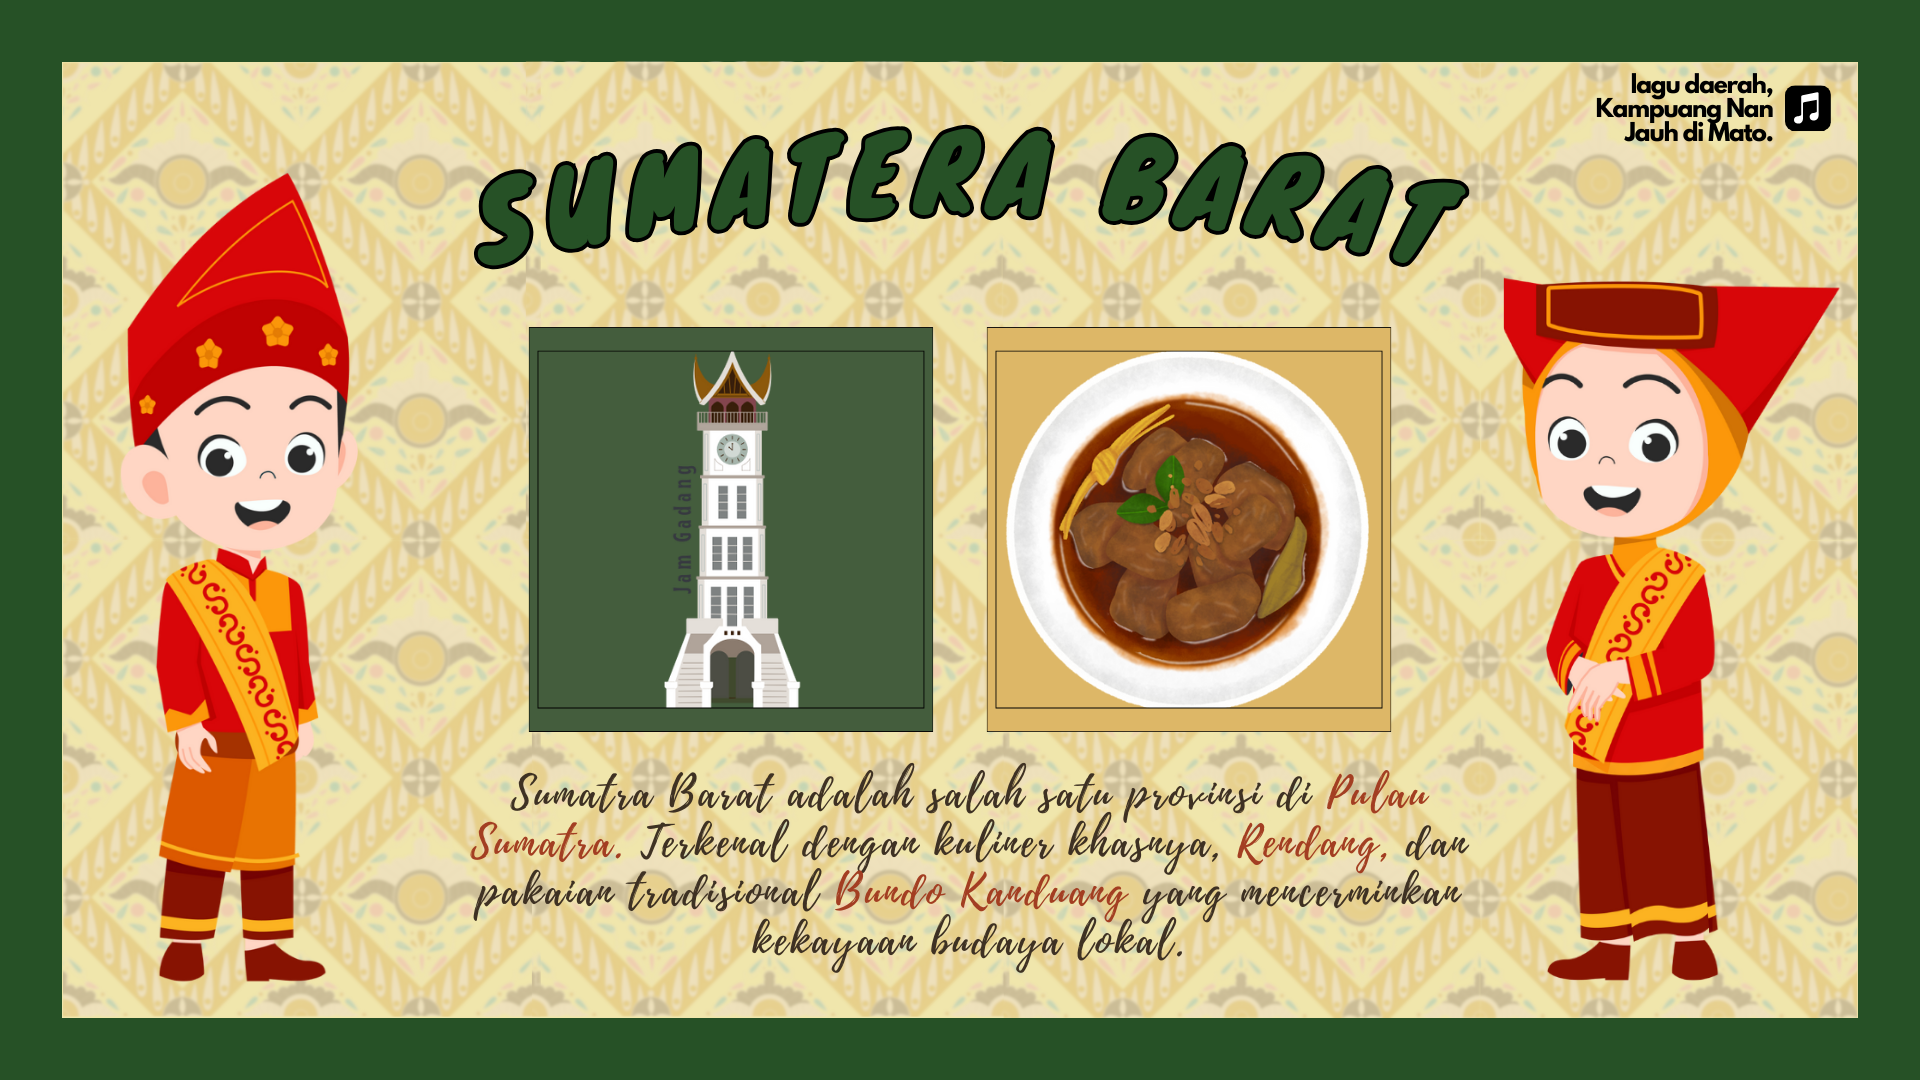 lagu daerah,
Kampuang Nan
Jauh di Mato.
SUMATERA BARAT
Jam Gadang
Sumatra Barat adalah salah satu provinsi di Pulau
Sumatra. Terkenal dengan kuliner khasnya, Rendang, dan
pakaian tradisional Bundo Kanduang yang mencerminkan
kekayaan budaya lokal.